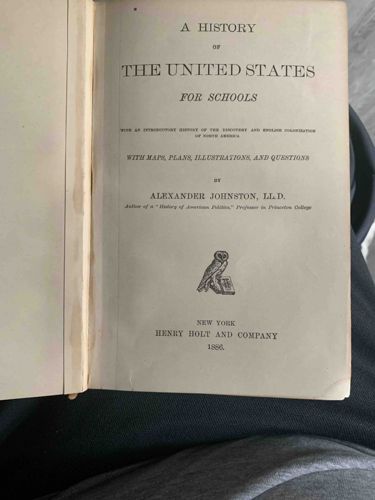 A HISTORY
OF
THE UNITED STATES
FOR SCHOOLS
WITH AN INTRODUCTORY HISTORY OF THE DISCOVERY AND ENGLISH COLONIZATION
OF NORTH AMERICA
WITH MAPS, PLANS, ILLUSTRATIONS, AND QUESTIONS
BY
ALEXANDER JOHNSTON, LL.D.
Author of a "History of American Politics," Professor in Princeton College
NEW YORK
HENRY HOLT AND COMPANY
1886.